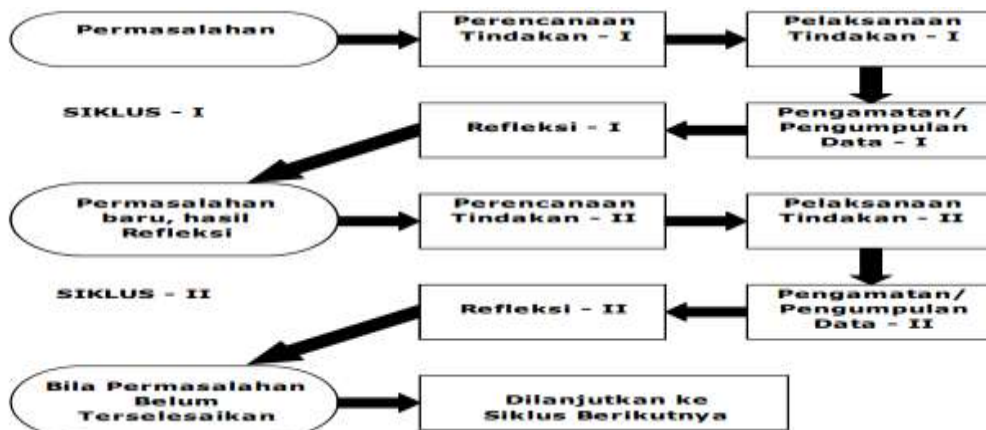 Permasalahan
Perencanaan
Tindakan - I
Pelaksanaan
Tindakan - I
SIKLUS - I
Refleksi - I
Pengamatan/
Pengumpulan
Data - I
Permasalahan
baru, hasil
Refleksi
Perencanaan
Tindakan - II
Pelaksanaan
Tindakan - II
SIKLUS - II
Refleksi - II
Pengamatan/
Pengumpulan
Data - II
Bila Permasalahan
Belum
Terselesaikan
Dilanjutkan ke
Siklus Berikutnya